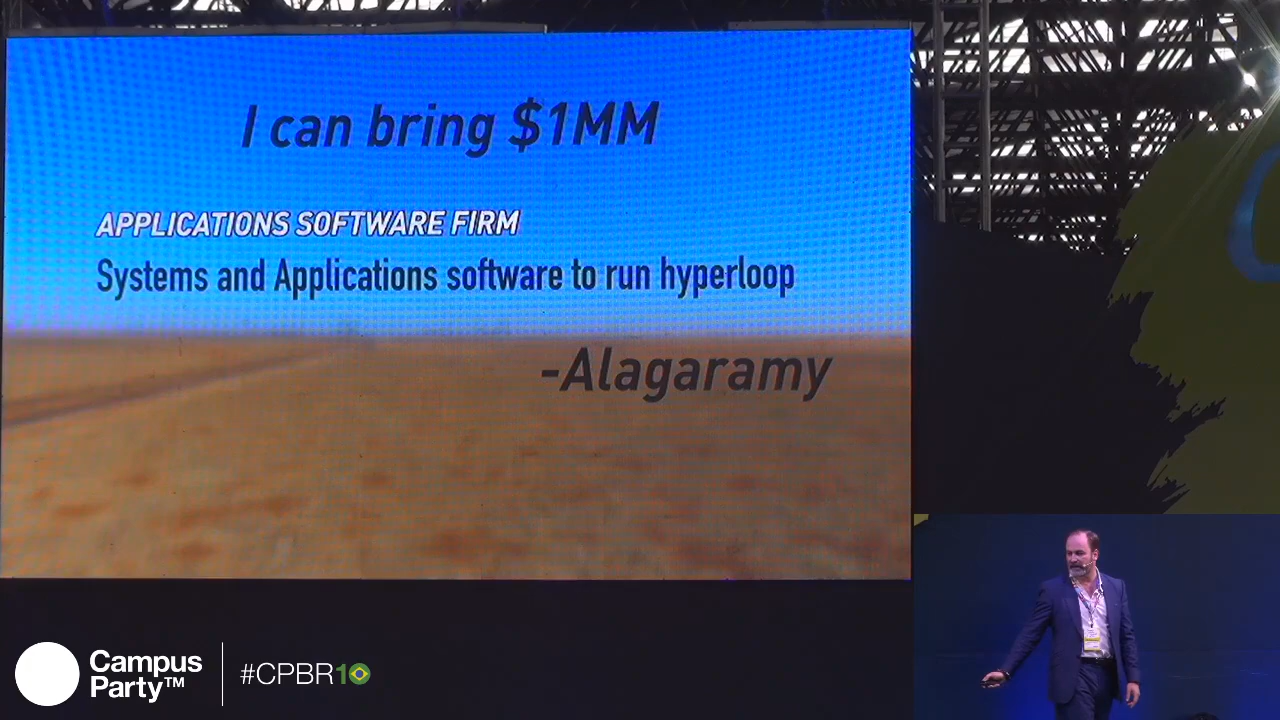 I can bring $1MM
APPLICATIONS SOFTWARE FIRM
Systems and Applications software to run hyperloop
-Alagaramy
Campus
Party™
#CPBR10